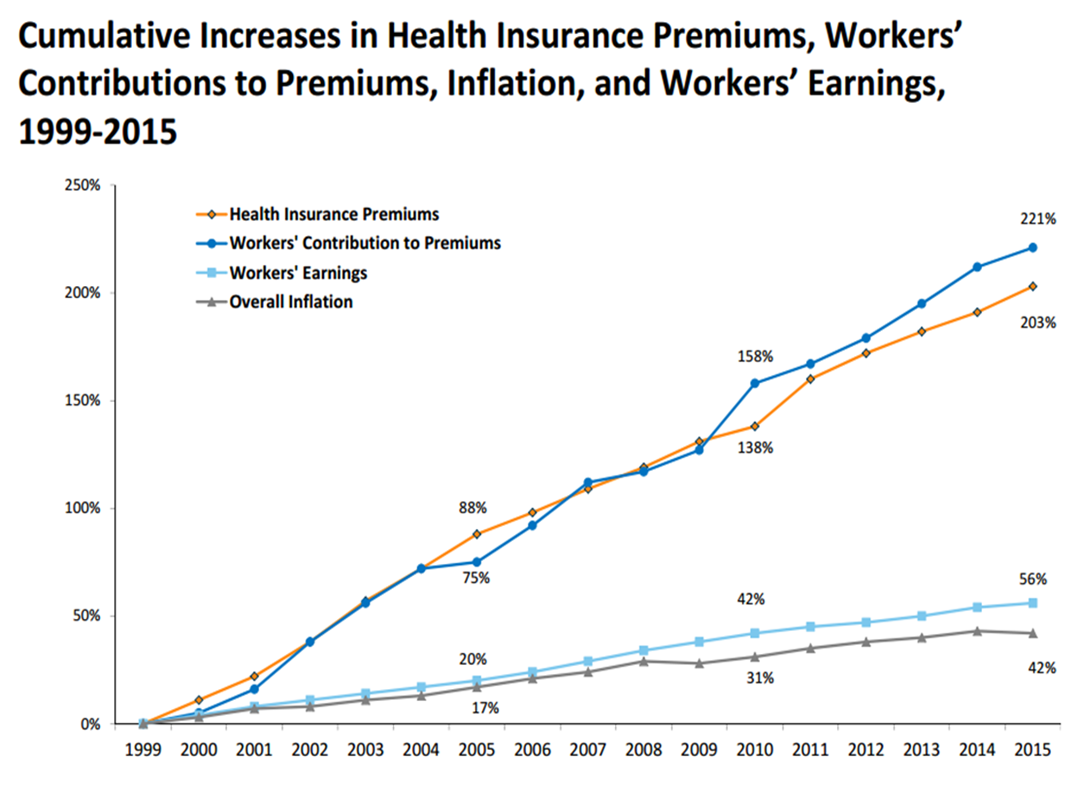 Cumulative Increases in Health Insurance Premiums, Workers’
Contributions to Premiums, Inflation, and Workers’ Earnings,
1999-2015
250%
Health Insurance Premiums
221%
Workers' Contribution to Premiums
Workers' Earnings
200%
Overall Inflation
203%
158%
150%
138%
88%
100%
75%
56%
42%
50%
20%
42%
31%
17%
0%
1999 2000 2001 2002 2003 2004 2005 2006 2007 2008 2009 2010 2011 2012 2013 2014 2015